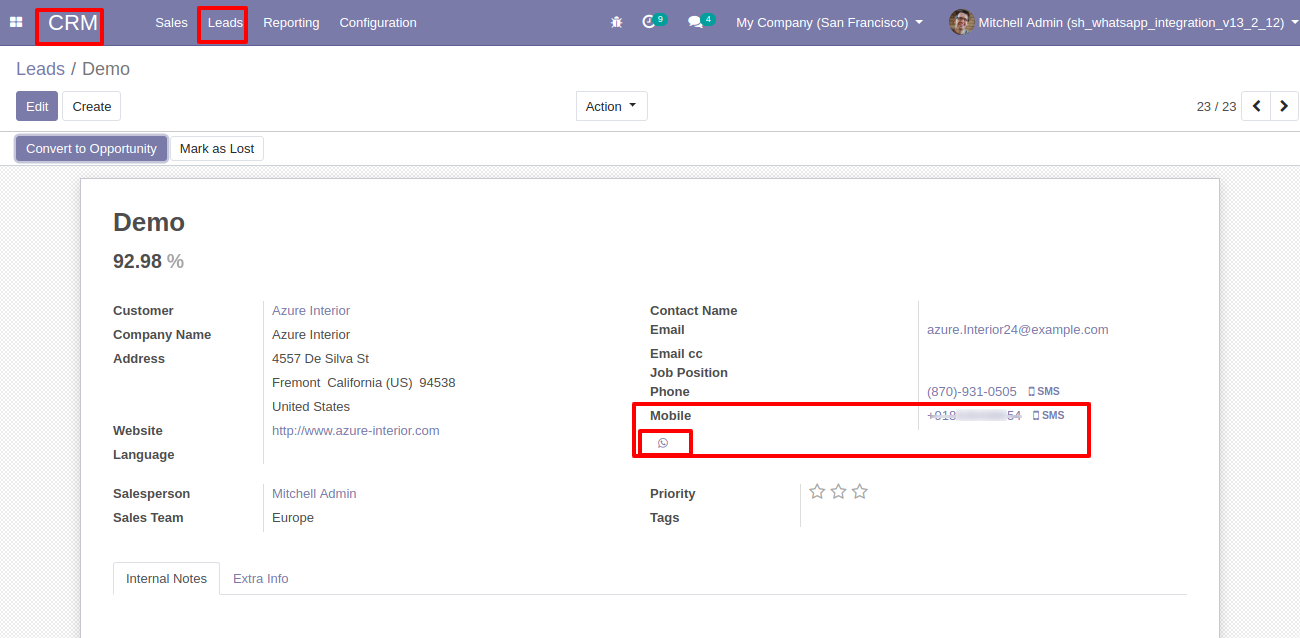 CRM Sales Leads Reporting Configuration 9 4 My Company (San Francisco) Mitchell Admin (sh_whatsapp_integration_v13_2_12)
Leads / Demo
Edit Create Action 23 / 23
Convert to Opportunity Mark as Lost
Demo
92.98 %
Customer Azure Interior
Company Name Azure Interior
Address 4557 De Silva St
Fremont California (US) 94538
United States
Website http://www.azure-interior.com
Language
Contact Name
Email azure.Interior24@example.com
Email cc
Job Position
Phone (870)-931-0505 SMS
Mobile SMS
Salesperson Mitchell Admin
Sales Team Europe
Priority
Tags
Internal Notes Extra Info